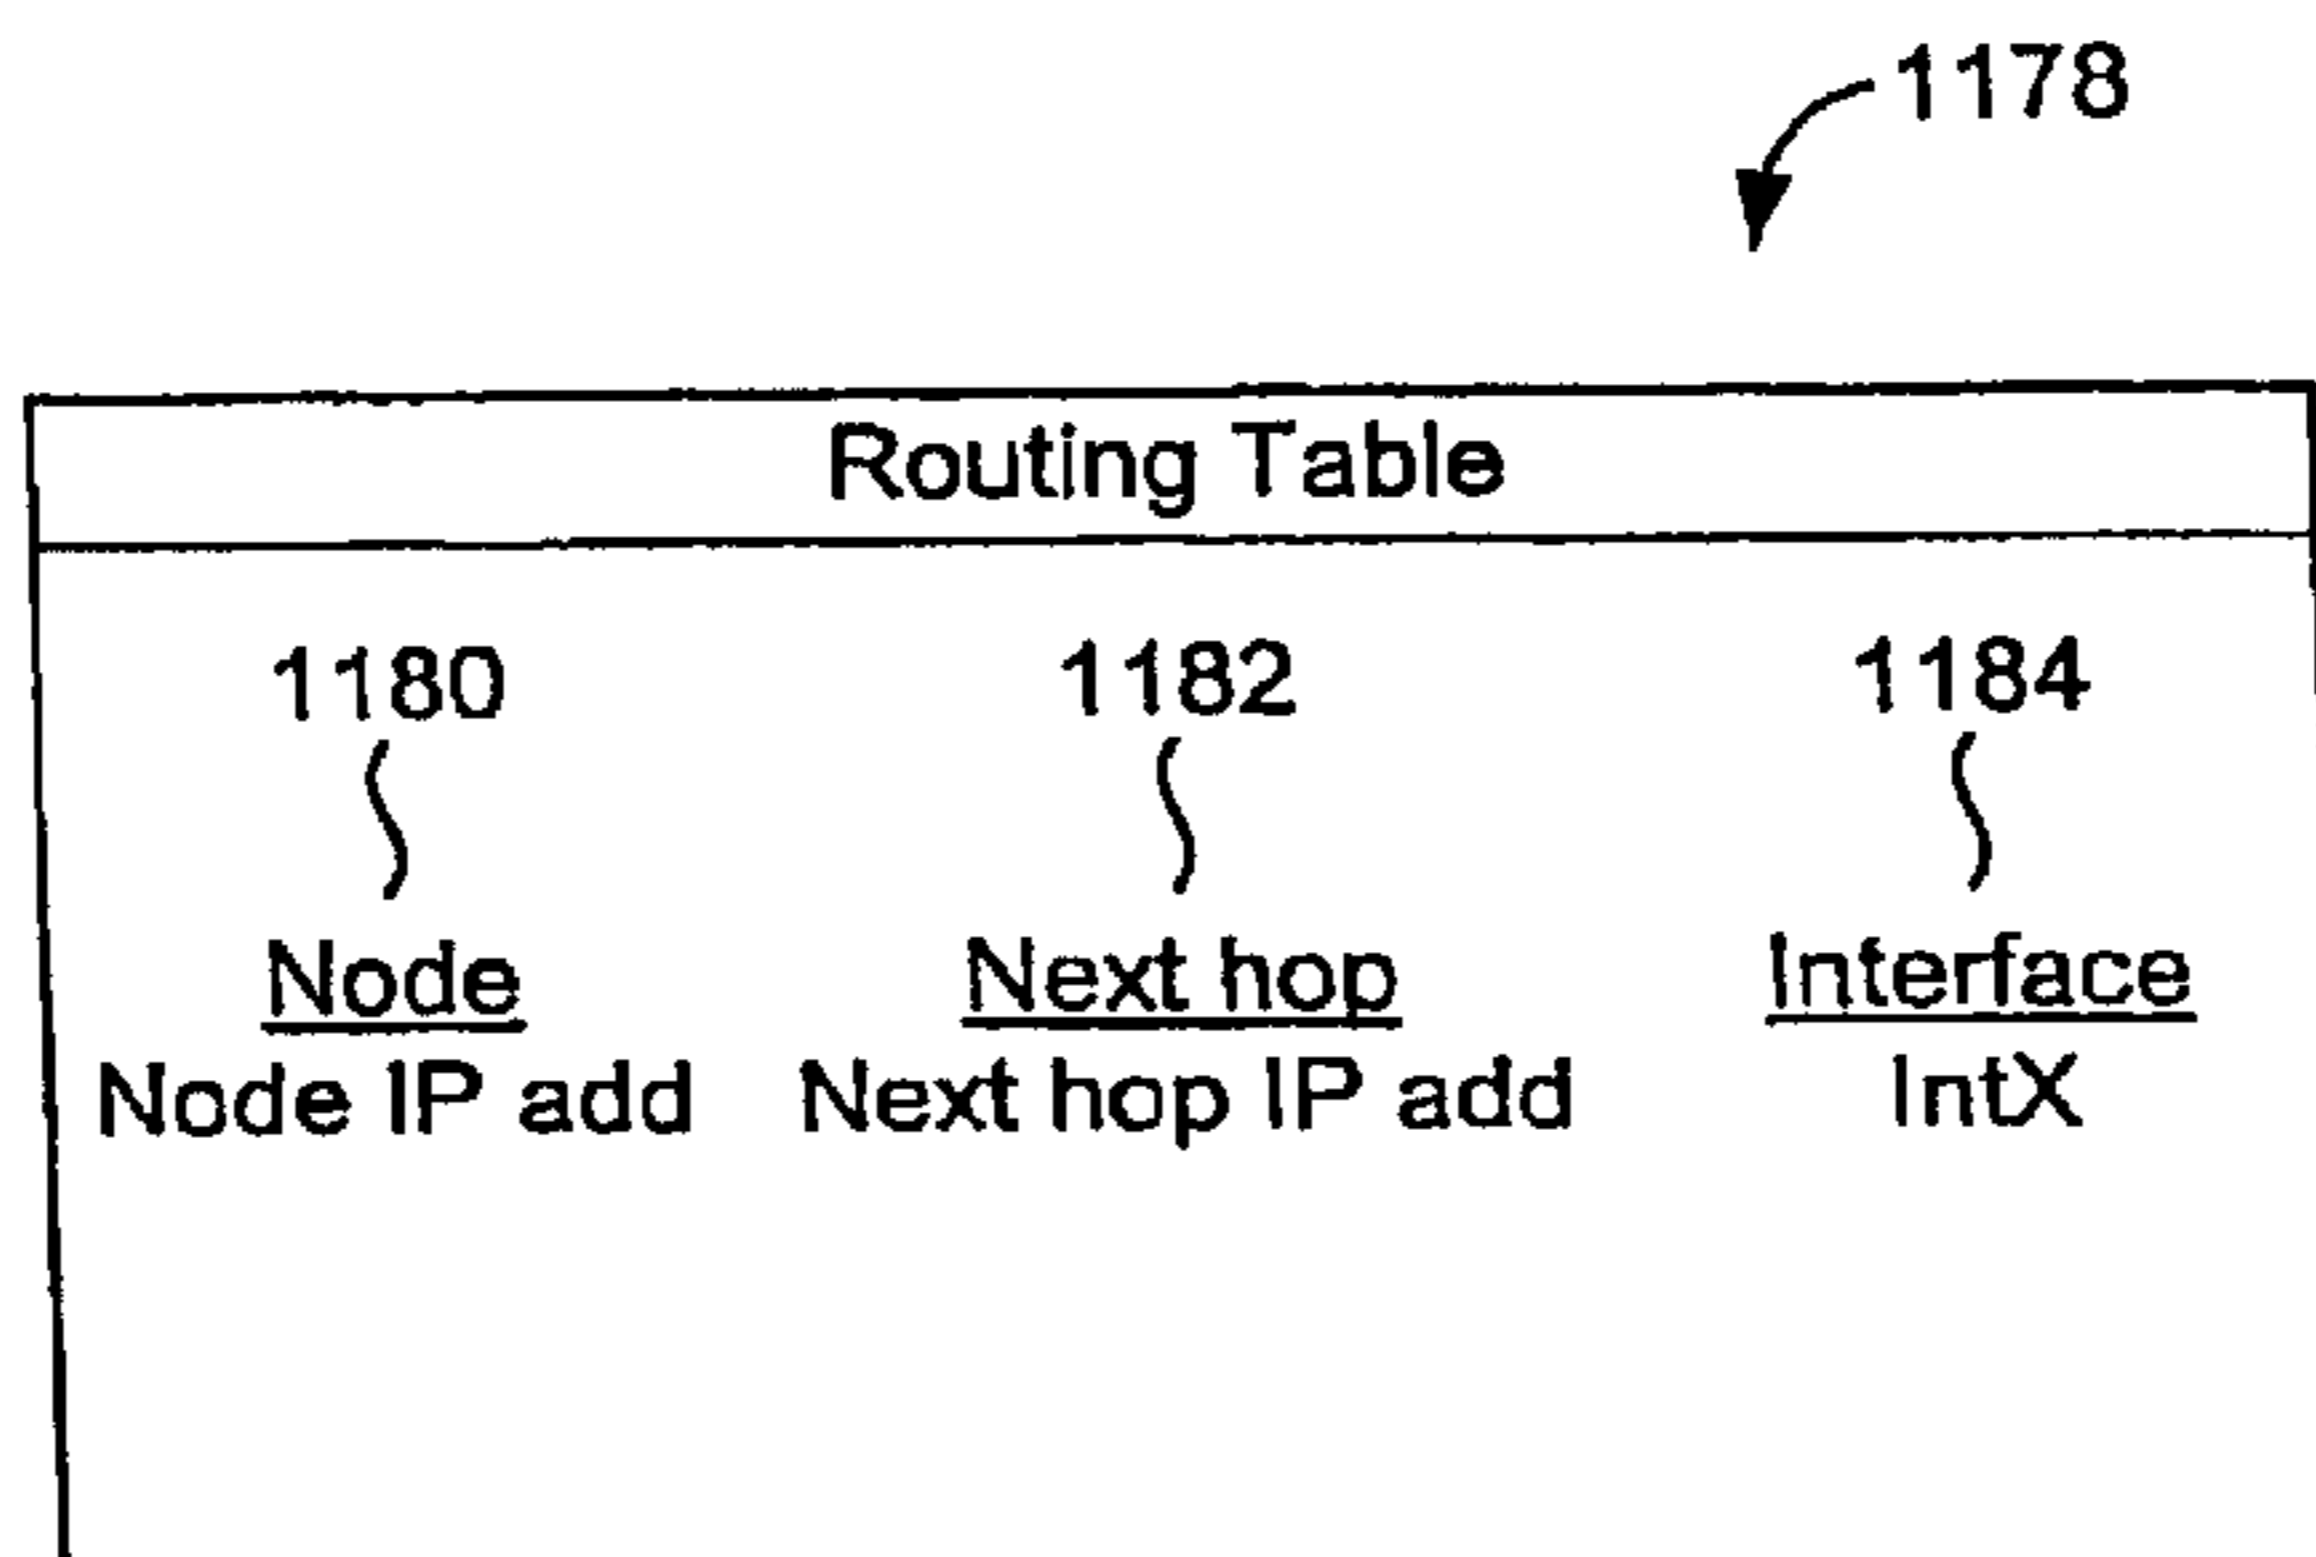 1178
Routing Table
1180 1182 1184
Node Next hop Interface
Node IP add Next hop IP add IntX